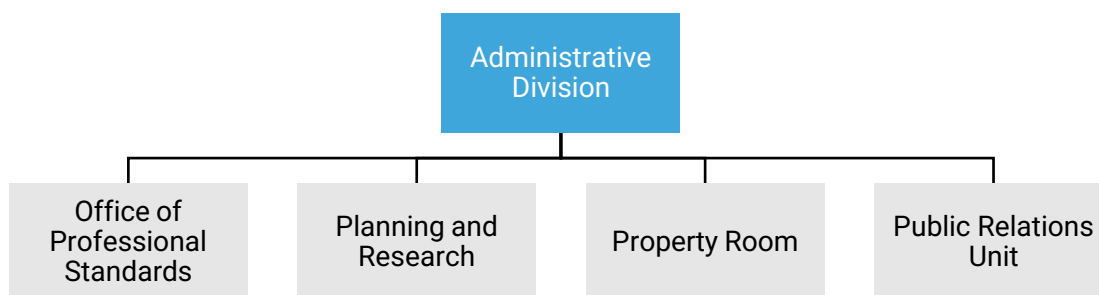 Administrative
Division
Office of
Professional
Standards
Planning and
Research
Property Room
Public Relations
Unit